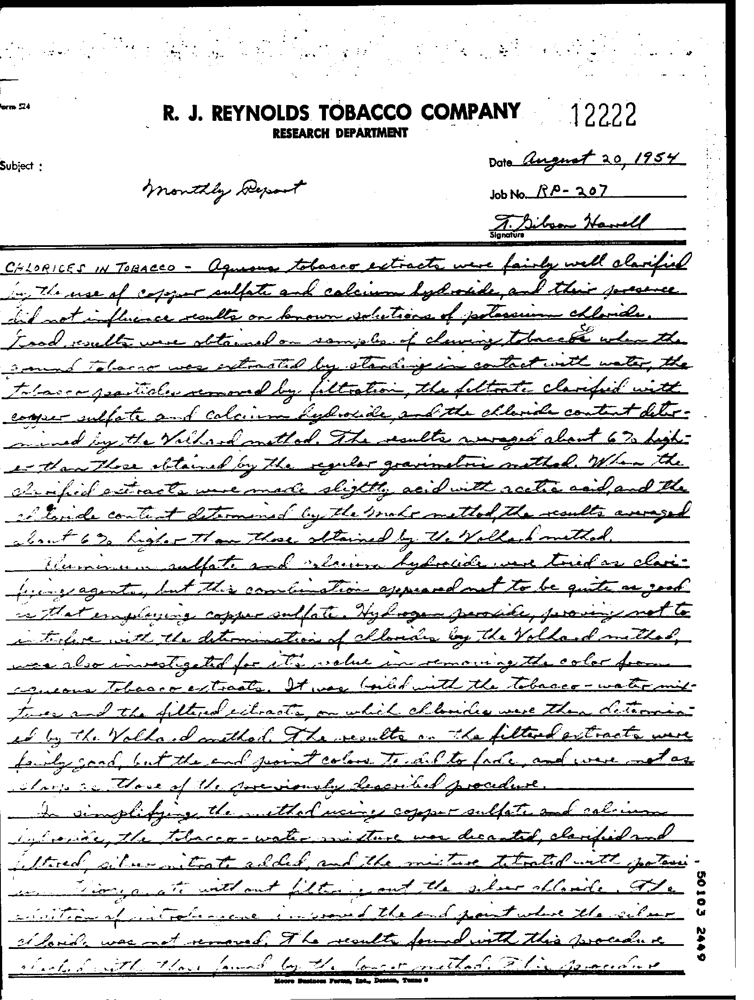 Form 524
R. J. REYNOLDS TOBACCO COMPANY
12222
RESEARCH DEPARTMENT
Subject :
Date August 20, 1954
Monthly Report
Job No. RP-207
T. Gibson Harrell
Signature
CHLORIDES IN TOBACCO - Aqueous tobacco extracts were fairly well clarified
by the use of copper sulfate and calcium hydroxide, and their presence
did not influence results on known solutions of potassium chloride.
Good results were obtained on samples of chewing tobaccos when the
ground tobacco was extracted by standing in contact with water, the
tobacco particles removed by filtration, the filtrate clarified with
copper sulfate and calcium hydroxide, and the chloride content deter-
mined by the Volhard method. The results averaged about 6% high-
er than those obtained by the regular gravimetric method. When the
clarified extracts were made slightly acid with acetic acid, and the
chloride content determined by the Mohr method, the results averaged
about 6% higher than those obtained by the Volhard method.
Aluminum sulfate and calcium hydroxide were tried as clari-
fying agents, but this combination appeared not to be quite as good
as that employing copper sulfate. Hydrogen peroxide, proving not to
interfere with the determination of chlorides by the Volhard method,
was also investigated for it's value in removing the color from
aqueous tobacco extracts. It was boiled with the tobacco-water mix-
tures and the filtered extracts, on which chlorides were then determin-
ed by the Volhard method. The results on the filtered extracts were
fairly good, but the end point colors tended to fade, and were not as
sharp as those of the previously described procedure.
In simplifying the method using copper sulfate and calcium
hydroxide, the tobacco-water mixture was decanted, clarified and
filtered, silver nitrate added, and the mixture titrated with potassi-
um thiocyanate without filtering out the silver chloride. The
addition of nitrobenzene improved the end point where the silver
chloride was not removed. The results found with this procedure
checked with those found by the longer method. This procedure
50103 2449
Moore Business Forms, Inc., Denton, Texas